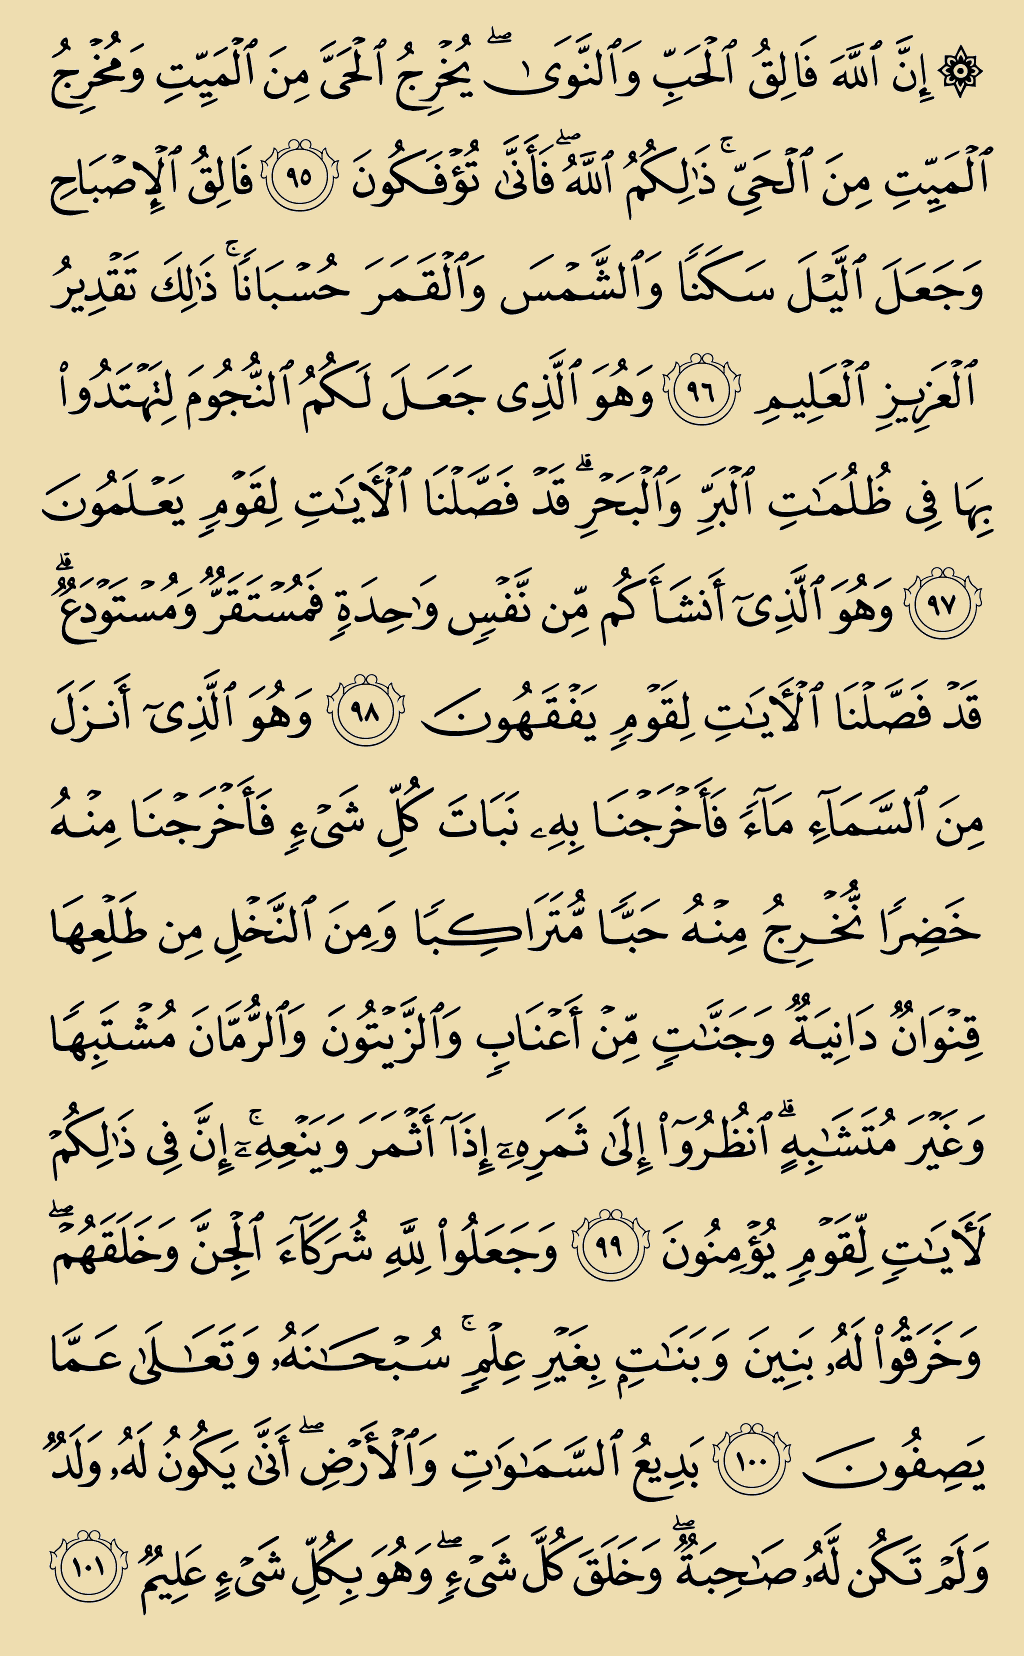 ۞ إِنَّ ٱللَّهَ فَالِقُ ٱلْحَبِّ وَٱلنَّوَىٰ ۖ يُخْرِجُ ٱلْحَىَّ مِنَ ٱلْمَيِّتِ وَمُخْرِجُ
ٱلْمَيِّتِ مِنَ ٱلْحَىِّ ۚ ذَٰلِكُمُ ٱللَّهُ ۖ فَأَنَّىٰ تُؤْفَكُونَ ٩٥ فَالِقُ ٱلْإِصْبَاحِ
وَجَعَلَ ٱلَّيْلَ سَكَنًا وَٱلشَّمْسَ وَٱلْقَمَرَ حُسْبَانًا ۚ ذَٰلِكَ تَقْدِيرُ
ٱلْعَزِيزِ ٱلْعَلِيمِ ٩٦ وَهُوَ ٱلَّذِى جَعَلَ لَكُمُ ٱلنُّجُومَ لِتَهْتَدُوا۟
بِهَا فِى ظُلُمَـٰتِ ٱلْبَرِّ وَٱلْبَحْرِ ۗ قَدْ فَصَّلْنَا ٱلْـَٔايَـٰتِ لِقَوْمٍ يَعْلَمُونَ
٩٧ وَهُوَ ٱلَّذِىٓ أَنشَأَكُم مِّن نَّفْسٍ وَٰحِدَةٍ فَمُسْتَقَرٌّ وَمُسْتَوْدَعٌ ۗ
قَدْ فَصَّلْنَا ٱلْـَٔايَـٰتِ لِقَوْمٍ يَفْقَهُونَ ٩٨ وَهُوَ ٱلَّذِىٓ أَنزَلَ
مِنَ ٱلسَّمَآءِ مَآءً فَأَخْرَجْنَا بِهِۦ نَبَاتَ كُلِّ شَىْءٍ فَأَخْرَجْنَا مِنْهُ
خَضِرًا نُّخْرِجُ مِنْهُ حَبًّا مُّتَرَاكِبًا وَمِنَ ٱلنَّخْلِ مِن طَلْعِهَا
قِنْوَانٌ دَانِيَةٌ وَجَنَّـٰتٍ مِّنْ أَعْنَابٍ وَٱلزَّيْتُونَ وَٱلرُّمَّانَ مُشْتَبِهًا
وَغَيْرَ مُتَشَـٰبِهٍ ۗ ٱنظُرُوٓا۟ إِلَىٰ ثَمَرِهِۦٓ إِذَآ أَثْمَرَ وَيَنْعِهِۦٓ ۚ إِنَّ فِى ذَٰلِكُمْ
لَـَٔايَـٰتٍ لِّقَوْمٍ يُؤْمِنُونَ ٩٩ وَجَعَلُوا۟ لِلَّهِ شُرَكَآءَ ٱلْجِنَّ وَخَلَقَهُمْ ۖ
وَخَرَقُوا۟ لَهُۥ بَنِينَ وَبَنَـٰتٍۭ بِغَيْرِ عِلْمٍ ۚ سُبْحَـٰنَهُۥ وَتَعَـٰلَىٰ عَمَّا
يَصِفُونَ ١٠٠ بَدِيعُ ٱلسَّمَـٰوَٰتِ وَٱلْأَرْضِ ۖ أَنَّىٰ يَكُونُ لَهُۥ وَلَدٌ
وَلَمْ تَكُن لَّهُۥ صَـٰحِبَةٌ ۖ وَخَلَقَ كُلَّ شَىْءٍ ۖ وَهُوَ بِكُلِّ شَىْءٍ عَلِيمٌ ١٠١